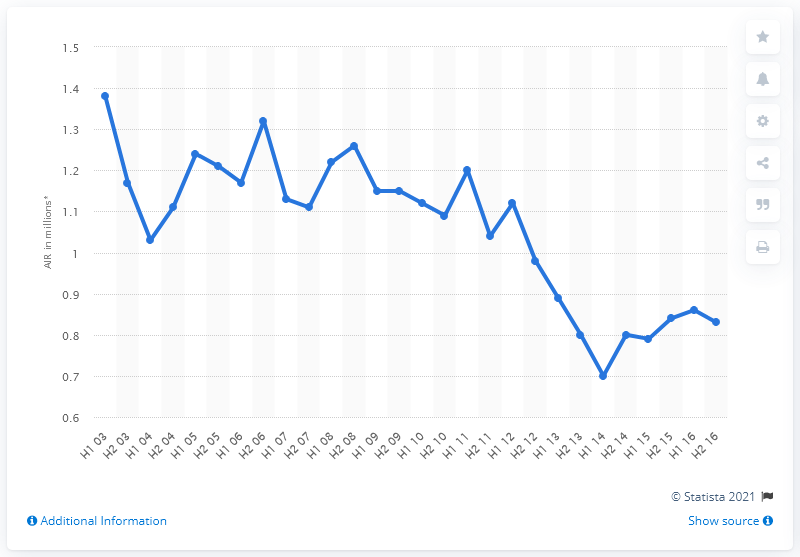 1.5
1.4
1.3
1.2
1.1
1
0.9
0.8
0.7
0.6
AIR in millions*
H1 03 H2 03 H1 04 H2 04 H1 05 H2 05 H1 06 H2 06 H1 07 H2 07 H1 08 H2 08 H1 09 H2 09 H1 10 H2 10 H1 11 H2 11 H1 12 H2 12 H1 13 H2 13 H1 14 H2 14 H1 15 H2 15 H1 16 H2 16
© Statista 2021
Additional Information
Show source